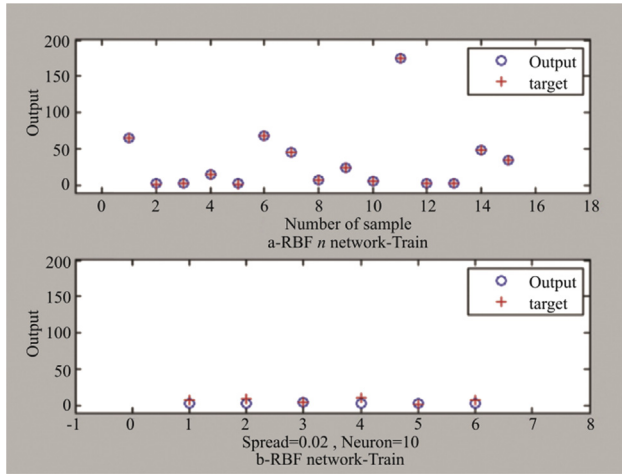 200
150
100
50
0
Output
Output
target
0 2 4 6 8 10 12 14 16 18
Number of sample
a-RBF n network-Train
200
150
100
50
0
Output
Output
target
-1 0 1 2 3 4 5 6 7 8
Spread=0.02 , Neuron=10
b-RBF network-Train